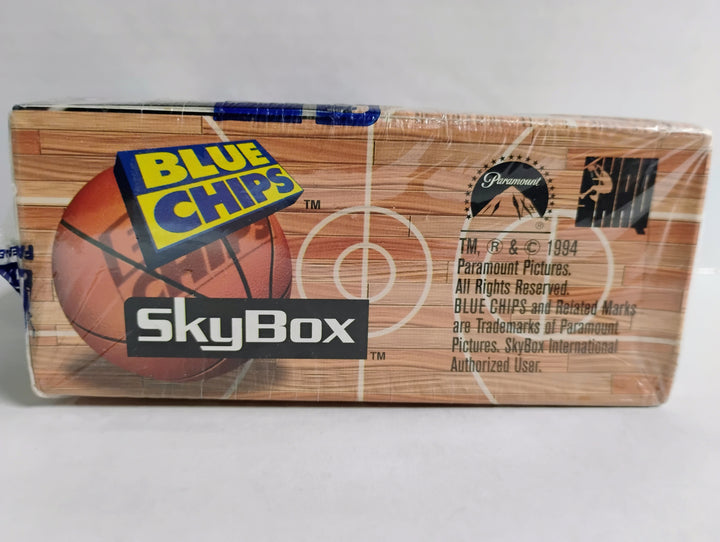 BLUE
CHIPS
TM
SkyBox
TM
Paramount
®
SHAQ
TM, ® & © 1994
Paramount Pictures.
All Rights Reserved.
BLUE CHIPS and Related Marks
are Trademarks of Paramount
Pictures. SkyBox International
Authorized User.